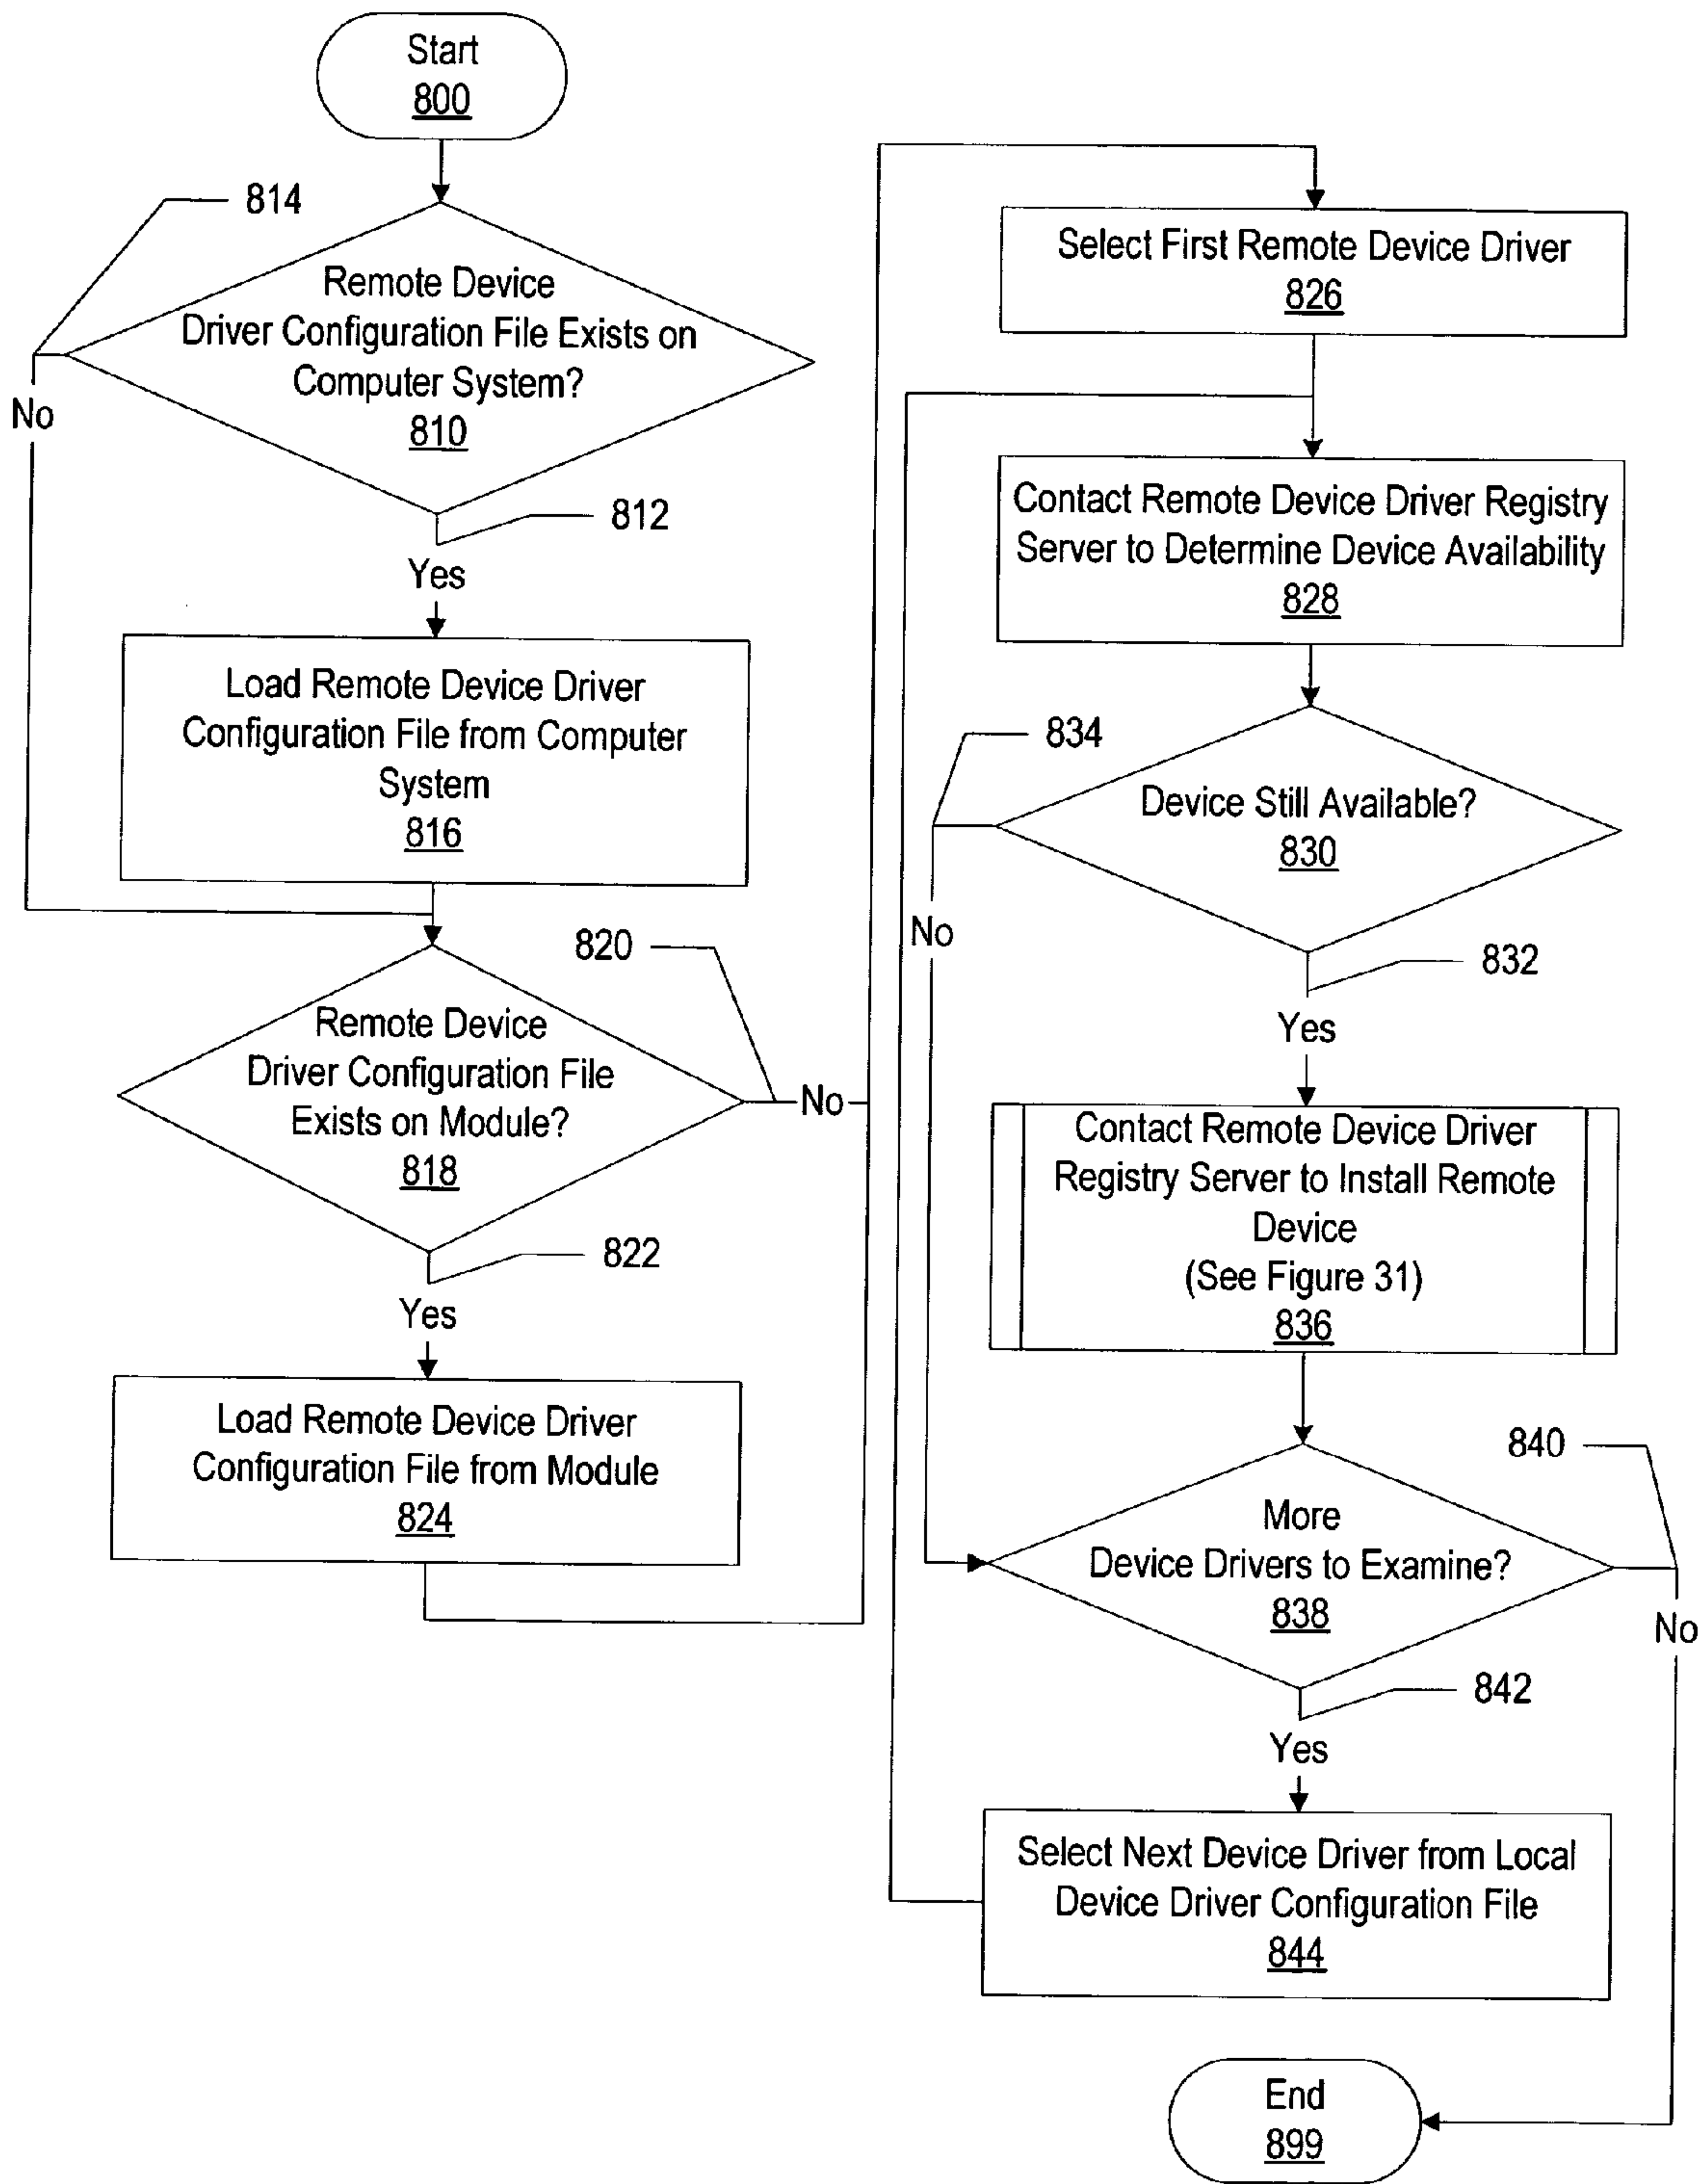 Start
800
814
Remote Device
Driver Configuration File Exists on
Computer System?
810
No
812
Yes
Load Remote Device Driver
Configuration File from Computer
System
816
820
Remote Device
Driver Configuration File
Exists on Module?
818
No
822
Yes
Load Remote Device Driver
Configuration File from Module
824
Select First Remote Device Driver
826
Contact Remote Device Driver Registry
Server to Determine Device Availability
828
834
Device Still Available?
830
No
832
Yes
Contact Remote Device Driver
Registry Server to Install Remote
Device
(See Figure 31)
836
840
More
Device Drivers to Examine?
838
No
842
Yes
Select Next Device Driver from Local
Device Driver Configuration File
844
End
899